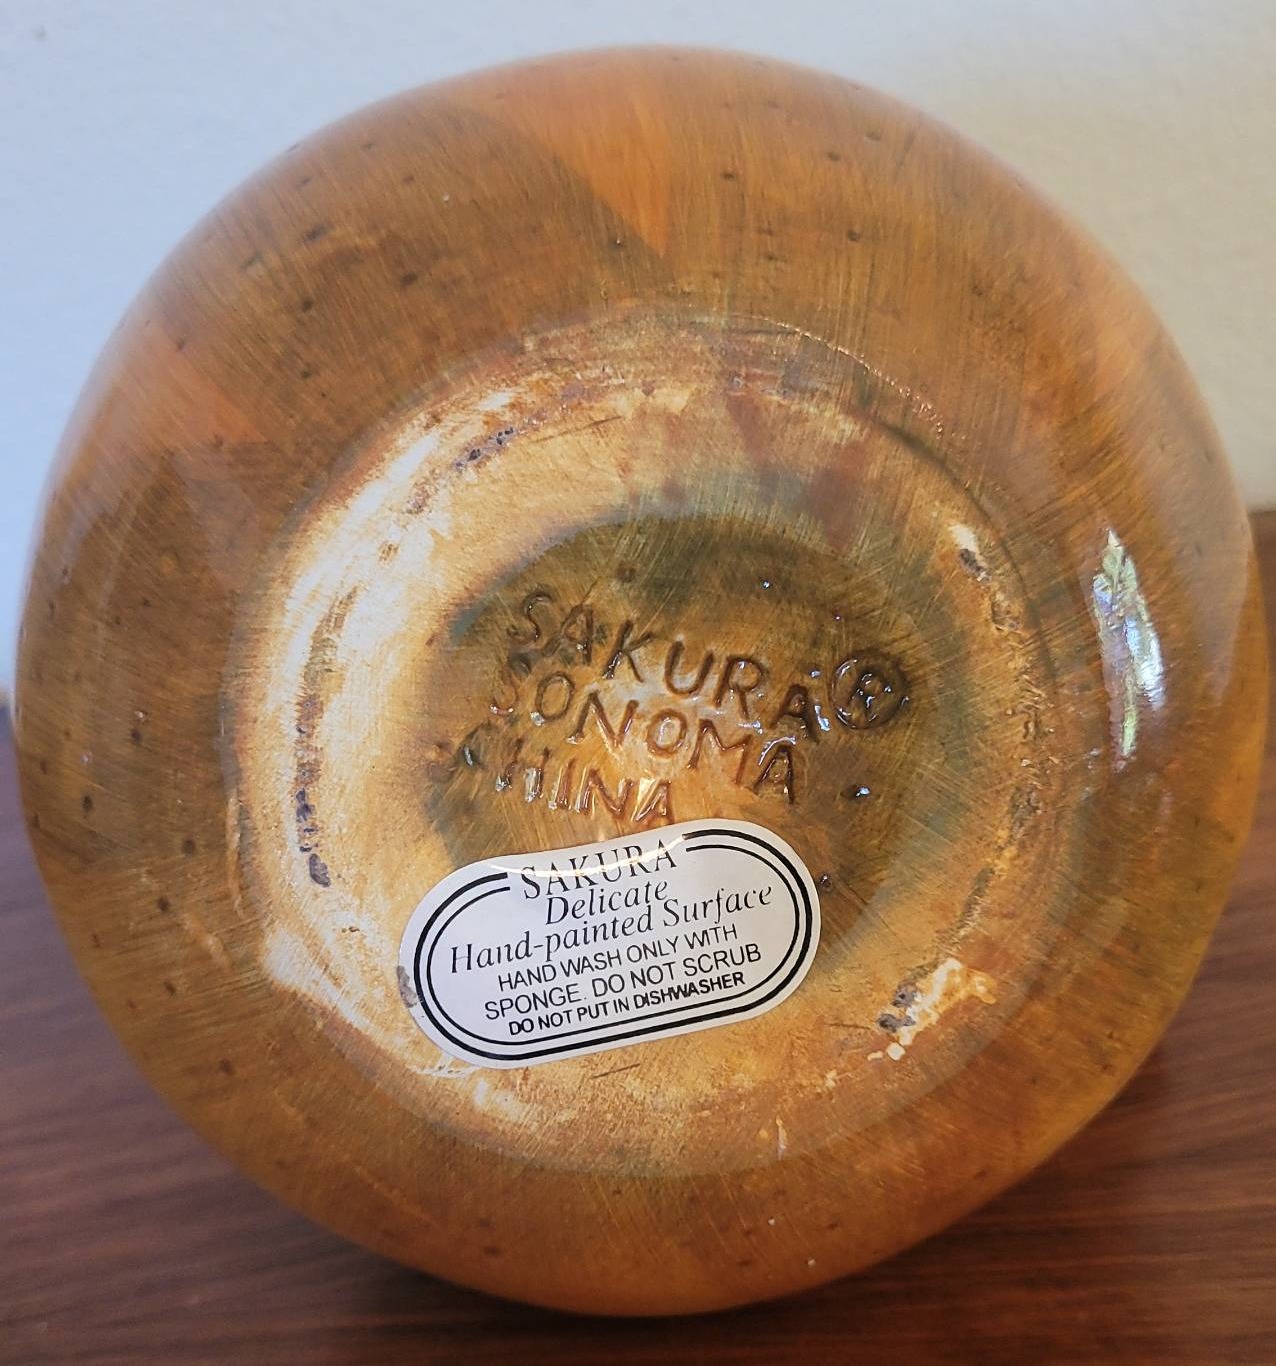 SAKURA®
SONOMA
CHINA
SAKURA
Delicate
Hand-painted Surface
HAND WASH ONLY WITH
SPONGE. DO NOT SCRUB
DO NOT PUT IN DISHWASHER